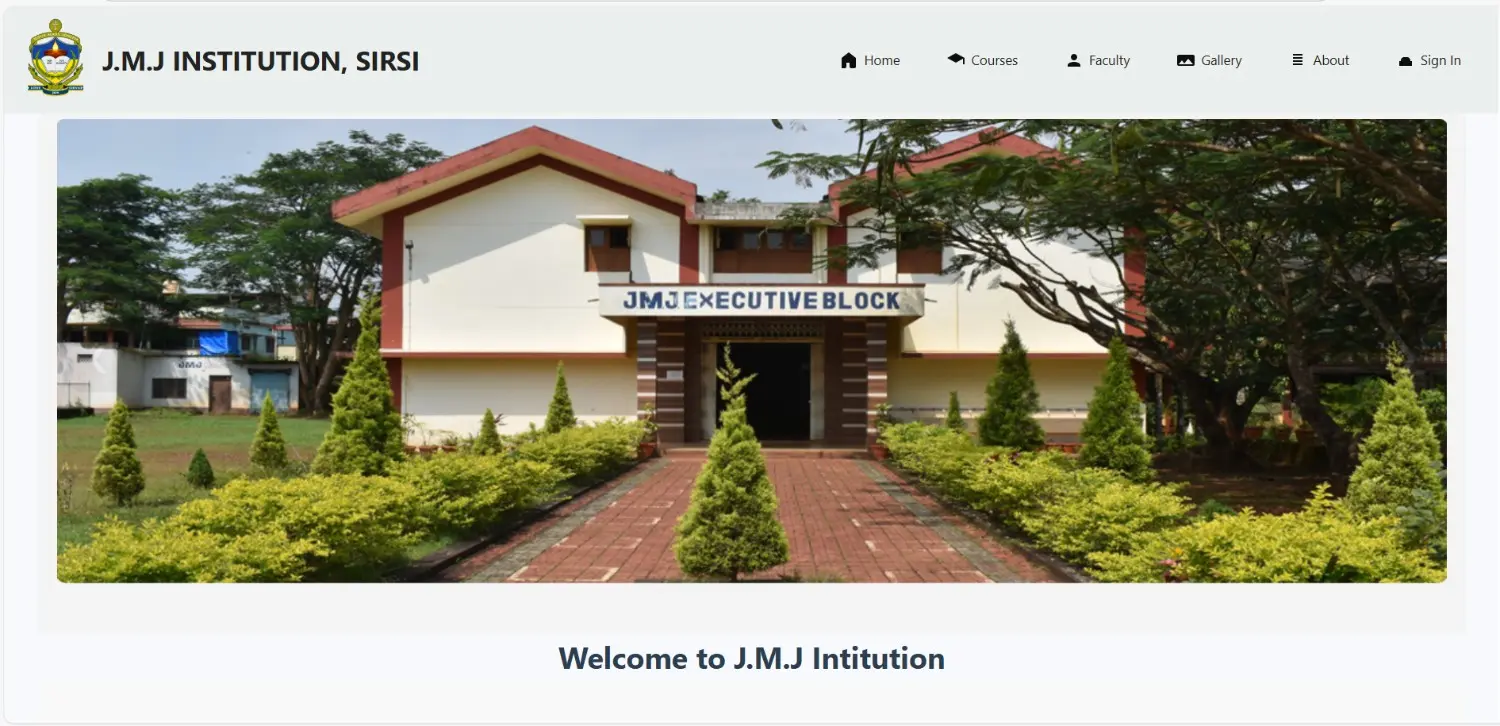 J.M.J INSTITUTION, SIRSI
Home Courses Faculty Gallery About Sign In
JMJ EXECUTIVE BLOCK
JMJ
Welcome to J.M.J Intitution